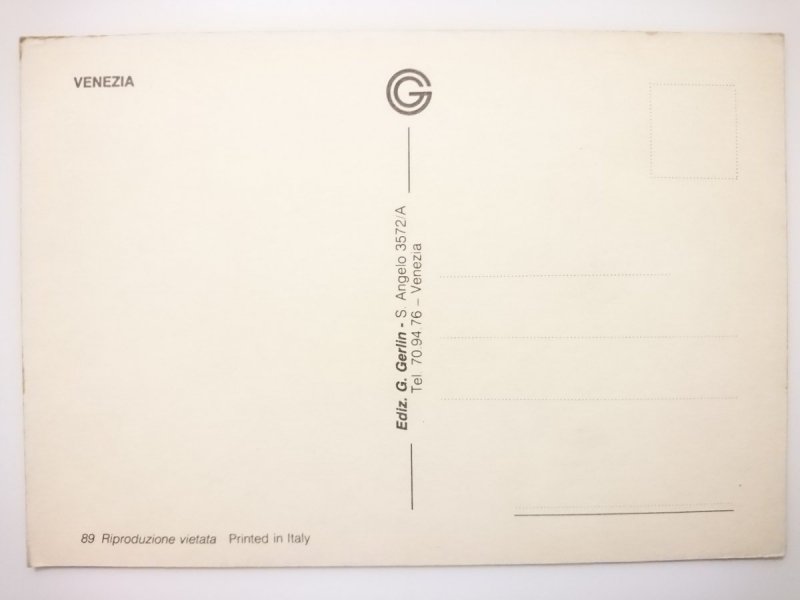 VENEZIA
G
Ediz. G. Gerlin - S. Angelo 3572/A
Tel. 70.94.76 – Venezia
89 Riproduzione vietata Printed in Italy